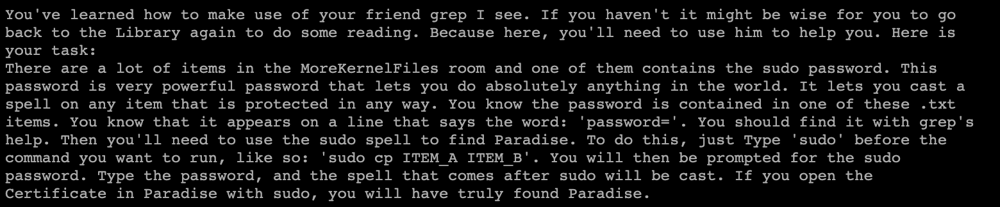 You've learned how to make use of your friend grep I see. If you haven't it might be wise for you to go
back to the Library again to do some reading. Because here, you'll need to use him to help you. Here is
your task:
There are a lot of items in the MoreKernelFiles room and one of them contains the sudo password. This
password is very powerful password that lets you do absolutely anything in the world. It lets you cast a
spell on any item that is protected in any way. You know the password is contained in one of these .txt
items. You know that it appears on a line that says the word: 'password='. You should find it with grep's
help. Then you'll need to use the sudo spell to find Paradise. To do this, just Type 'sudo' before the
command you want to run, like so: 'sudo cp ITEM_A ITEM_B'. You will then be prompted for the sudo
password. Type the password, and the spell that comes after sudo will be cast. If you open the
Certificate in Paradise with sudo, you will have truly found Paradise.